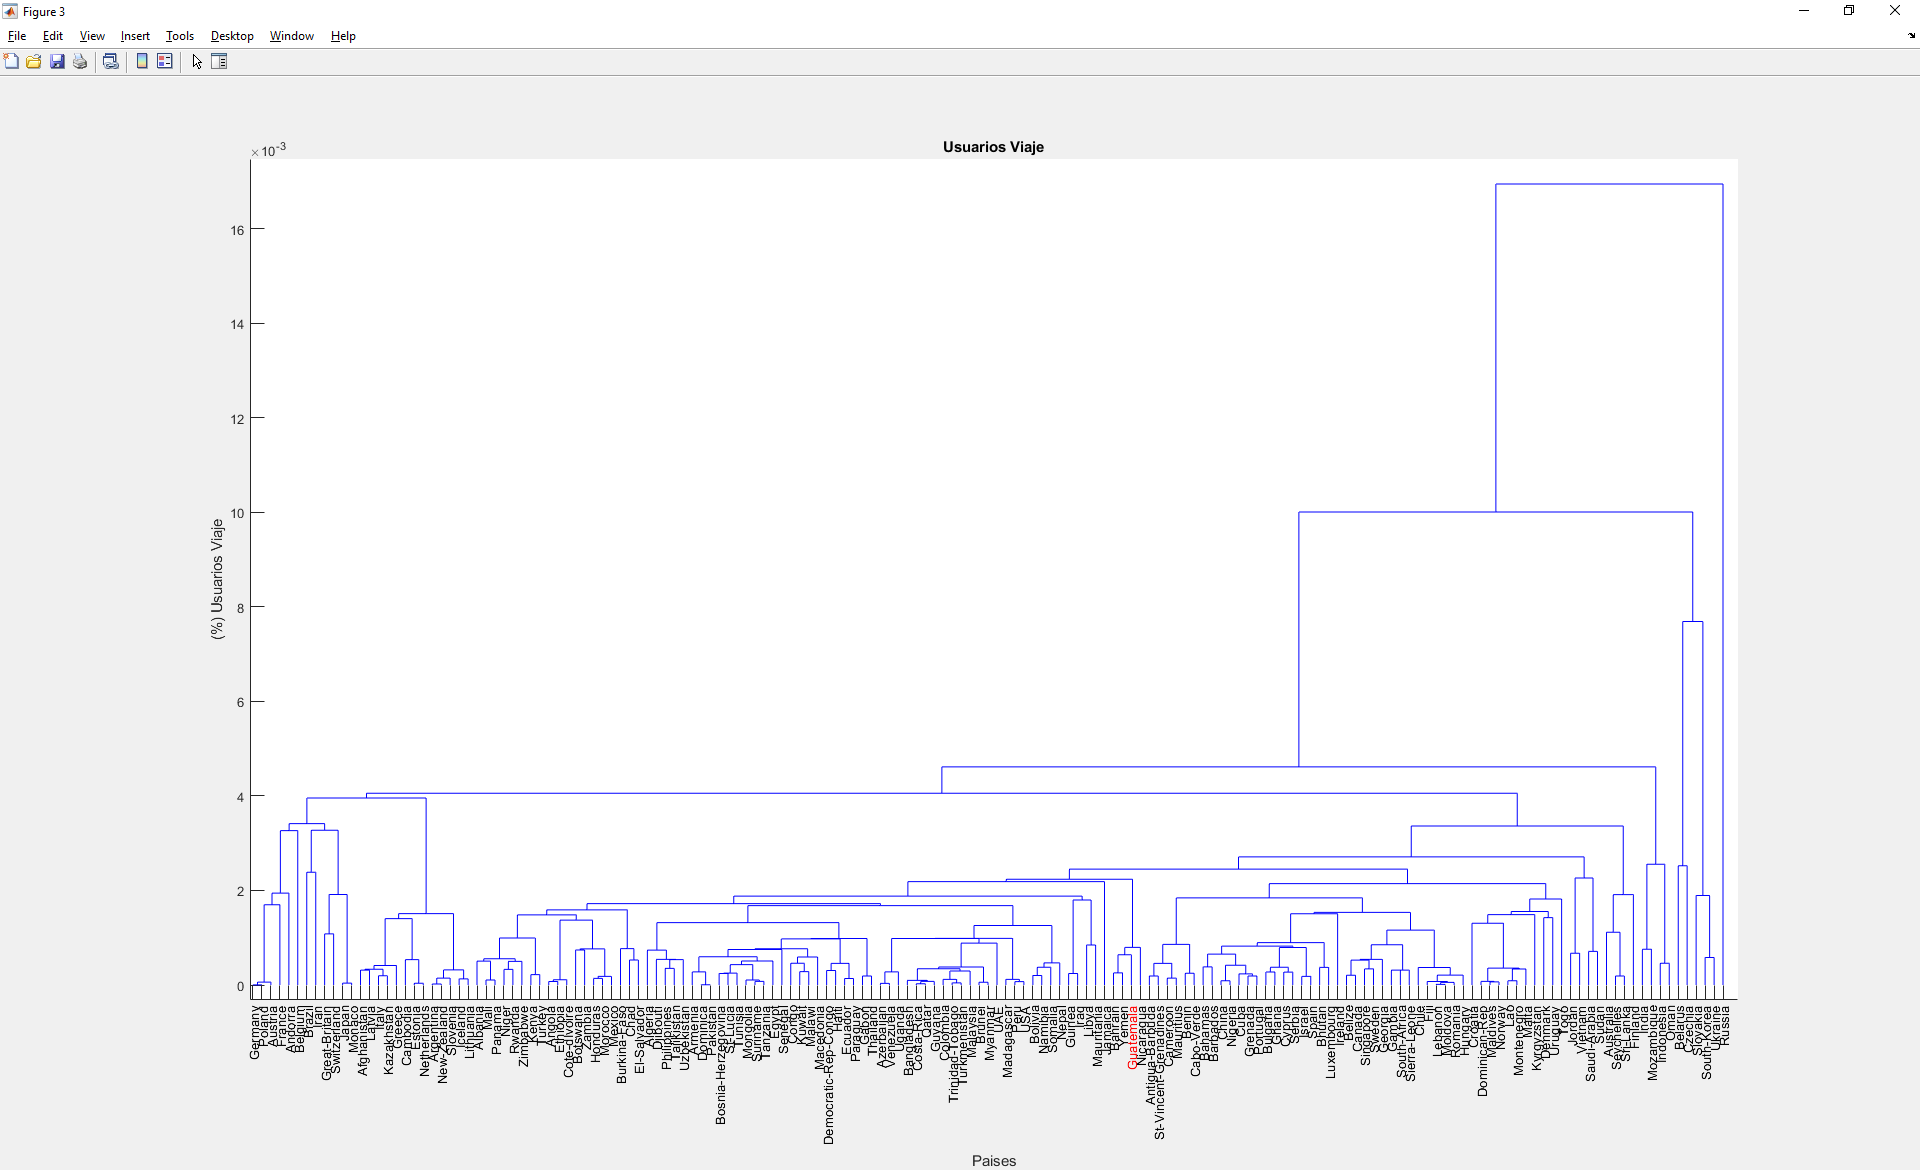 Figure 3
File Edit View Insert Tools Desktop Window Help
Usuarios Viaje
×10-3
16
14
12
10
8
6
4
2
0
(%) Usuarios Viaje
Germany
Poland
Austria
France
Andorra
Belgium
Brazil
Iran
Great-Britain
Switzerland
Japan
Monaco
Afghanistan
Latvia
Italy
Kazakhstan
Greece
Cambodia
Estonia
Netherlands
Argentina
New-Zealand
Slovenia
Iceland
Lithuania
Albania
Mali
Panama
Niger
Rwanda
Zimbabwe
Kenya
Turkey
Angola
Ethiopia
Cote-d-Ivoire
Botswana
Zambia
Honduras
Morocco
Mexico
Burkina-Faso
Chad
El-Salvador
Liberia
Djibouti
Philippines
Tajikistan
Uzbekistan
Armenia
Dominica
Pakistan
Bosnia-Herzegovina
St-Lucia
Tunisia
Mongolia
Suriname
Tanzania
Egypt
Senegal
Congo
Kuwait
Malawi
Macedonia
Democratic-Rep-Congo
Haiti
Ecuador
Paraguay
Gabon
Thailand
Azerbaijan
Venezuela
Uganda
Bangladesh
Costa-Rica
Qatar
Guyana
Colombia
Trinidad-Tobago
Turkmenistan
Malaysia
Brunei
Myanmar
UAE
Madagascar
Peru
USA
Bolivia
Namibia
Somalia
Nepal
Guinea
Iraq
Libya
Mauritania
Jamaica
Bahrain
Yemen
Guatemala
Nicaragua
Antigua-Barbuda
St-Vincent-Grenadines
Cameroon
Mauritius
Benin
Cabo-Verde
Bahamas
Barbados
China
Nigeria
Cuba
Grenada
Portugal
Bulgaria
Ghana
Cyprus
Serbia
Israel
Spain
Bhutan
Luxembourg
Ireland
Belize
Canada
Singapore
Sweden
Georgia
Gambia
South-Africa
Sierra-Leone
Chile
Fiji
Lebanon
Moldova
Romania
Hungary
Croatia
Dominican-Rep
Maldives
Norway
Lao
Montenegro
Malta
Kyrgyzstan
Denmark
Uruguay
Togo
Jordan
Vietnam
Saudi-Arabia
Sudan
Australia
Seychelles
Sri-Lanka
Finland
India
Mozambique
Indonesia
Oman
Belarus
Czechia
Slovakia
South-Korea
Ukraine
Russia
Paises